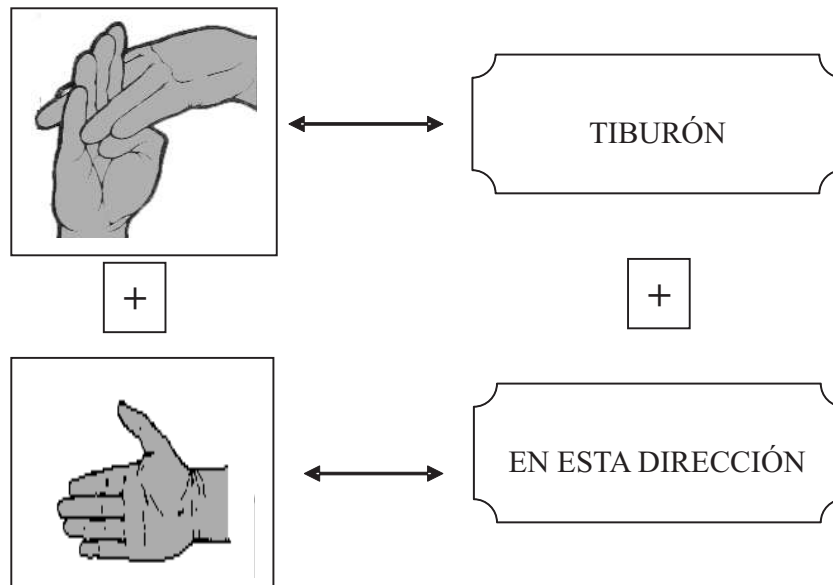 TIBURÓN
+
+
EN ESTA DIRECCIÓN